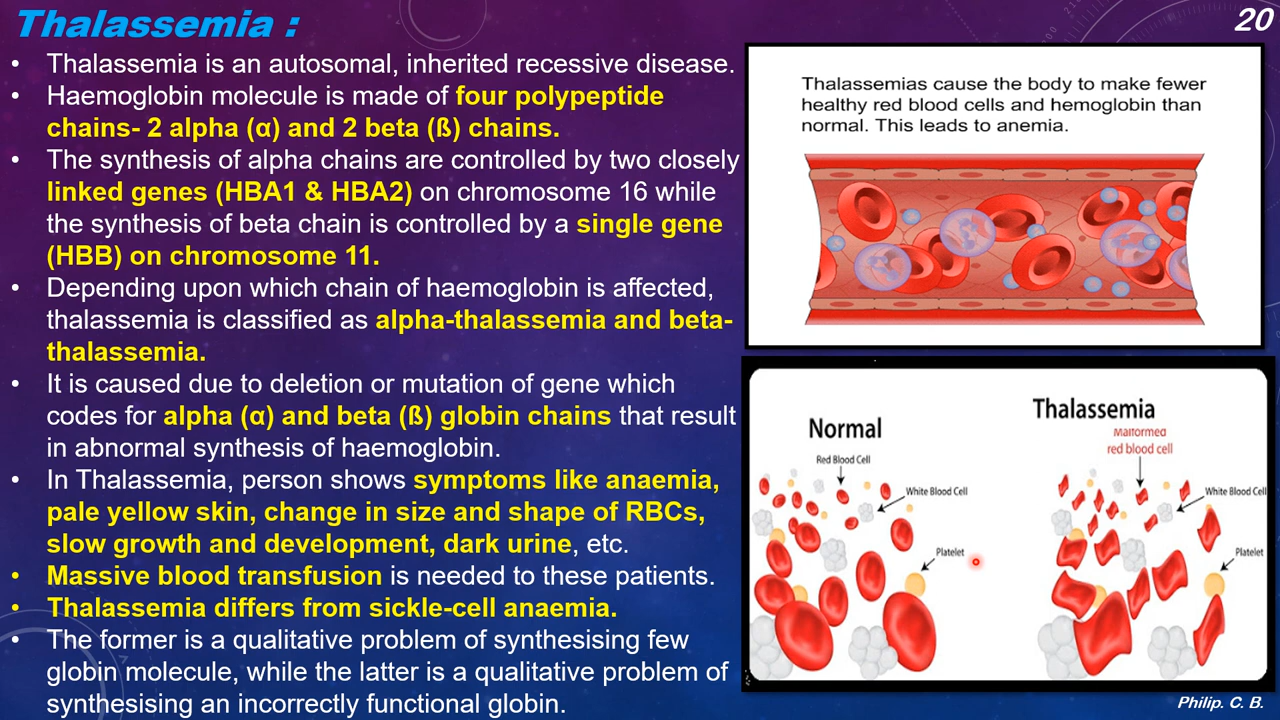 Thalassemia :
20
• Thalassemia is an autosomal, inherited recessive disease.
• Haemoglobin molecule is made of four polypeptide
chains- 2 alpha (α) and 2 beta (ß) chains.
• The synthesis of alpha chains are controlled by two closely
linked genes (HBA1 & HBA2) on chromosome 16 while
the synthesis of beta chain is controlled by a single gene
(HBB) on chromosome 11.
• Depending upon which chain of haemoglobin is affected,
thalassemia is classified as alpha-thalassemia and beta-
thalassemia.
• It is caused due to deletion or mutation of gene which
codes for alpha (α) and beta (ß) globin chains that result
in abnormal synthesis of haemoglobin.
• In Thalassemia, person shows symptoms like anaemia,
pale yellow skin, change in size and shape of RBCs,
slow growth and development, dark urine, etc.
• Massive blood transfusion is needed to these patients.
• Thalassemia differs from sickle-cell anaemia.
• The former is a qualitative problem of synthesising few
globin molecule, while the latter is a qualitative problem of
synthesising an incorrectly functional globin.
Thalassemias cause the body to make fewer
healthy red blood cells and hemoglobin than
normal. This leads to anemia.
Normal
Red Blood Cell
White Blood Cell
Platelet
Thalassemia
Malformed
red blood cell
White Blood Cell
Platelet
Philip. C. B.